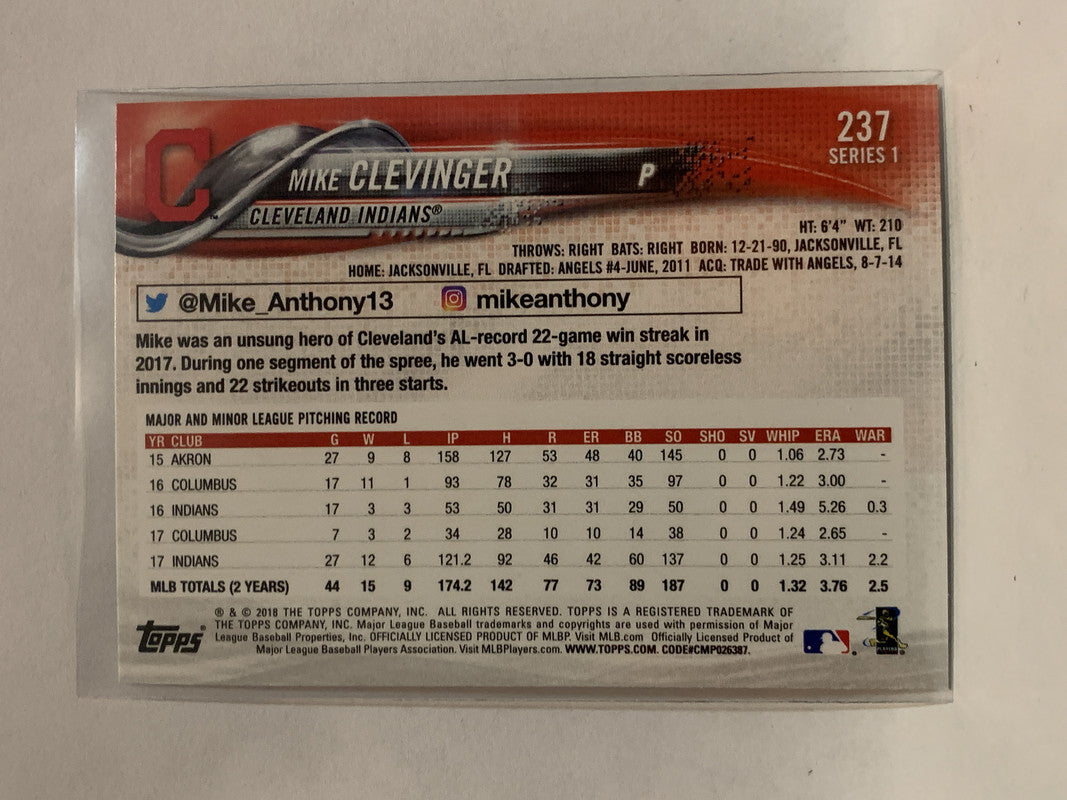 C
™
237
SERIES 1
MIKE CLEVINGER P
CLEVELAND INDIANS®
HT: 6'4" WT: 210
THROWS: RIGHT BATS: RIGHT BORN: 12-21-90, JACKSONVILLE, FL
HOME: JACKSONVILLE, FL DRAFTED: ANGELS #4-JUNE, 2011 ACQ: TRADE WITH ANGELS, 8-7-14
@Mike_Anthony13 mikeanthony
Mike was an unsung hero of Cleveland's AL-record 22-game win streak in
2017. During one segment of the spree, he went 3-0 with 18 straight scoreless
innings and 22 strikeouts in three starts.
MAJOR AND MINOR LEAGUE PITCHING RECORD
YR CLUB G W L IP H R ER BB SO SHO SV WHIP ERA WAR
15 AKRON 27 9 8 158 127 53 48 40 145 0 0 1.06 2.73 -
16 COLUMBUS 17 11 1 93 78 32 31 35 97 0 0 1.22 3.00 -
16 INDIANS 17 3 3 53 50 31 31 29 50 0 0 1.49 5.26 0.3
17 COLUMBUS 7 3 2 34 28 10 10 14 38 0 0 1.24 2.65 -
17 INDIANS 27 12 6 121.2 92 46 42 60 137 0 0 1.25 3.11 2.2
MLB TOTALS (2 YEARS) 44 15 9 174.2 142 77 73 89 187 0 0 1.32 3.76 2.5
® & © 2018 THE TOPPS COMPANY, INC. ALL RIGHTS RESERVED. TOPPS IS A REGISTERED TRADEMARK OF
THE TOPPS COMPANY, INC. Major League Baseball trademarks and copyrights are used with permission of Major
League Baseball Properties, Inc. OFFICIALLY LICENSED PRODUCT OF MLBP. Visit MLB.com Officially Licensed Product of
Major League Baseball Players Association. Visit MLBPlayers.com. WWW.TOPPS.COM. CODE#CMP026387.
TOPPS®
PLAYERS